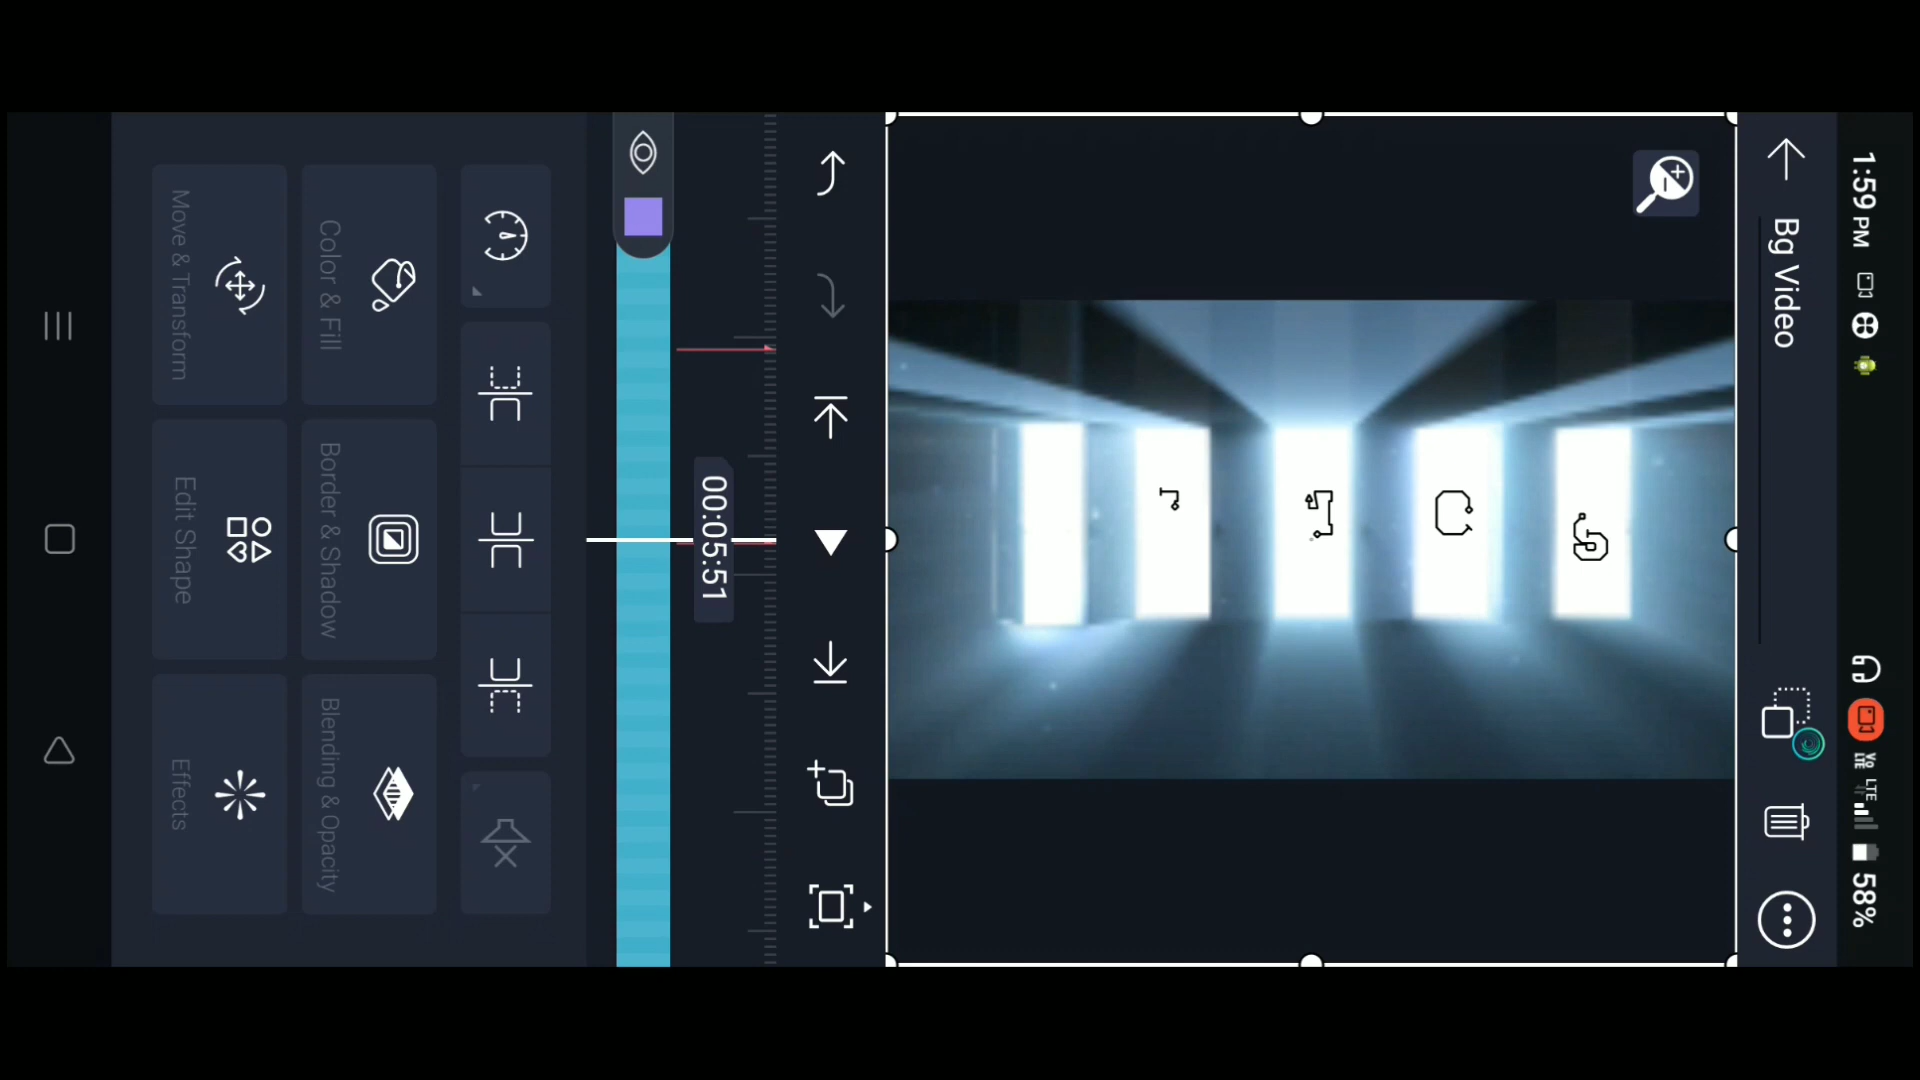 1:59 PM
58%
Bg Video
00:05:51
Color & Fill
Border & Shadow
Blending & Opacity
Move & Transform
Edit Shape
Effects